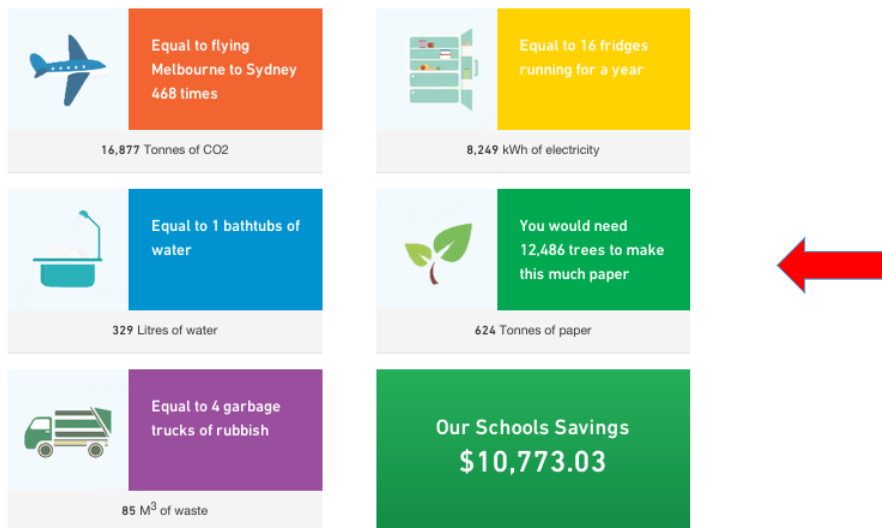 Equal to flying
Melbourne to Sydney
468 times
16,877 Tonnes of CO2
Equal to 16 fridges
running for a year
8,249 kWh of electricity
Equal to 1 bathtubs of
water
329 Litres of water
You would need
12,486 trees to make
this much paper
624 Tonnes of paper
Equal to 4 garbage
trucks of rubbish
85 M³ of waste
Our Schools Savings
$10,773.03